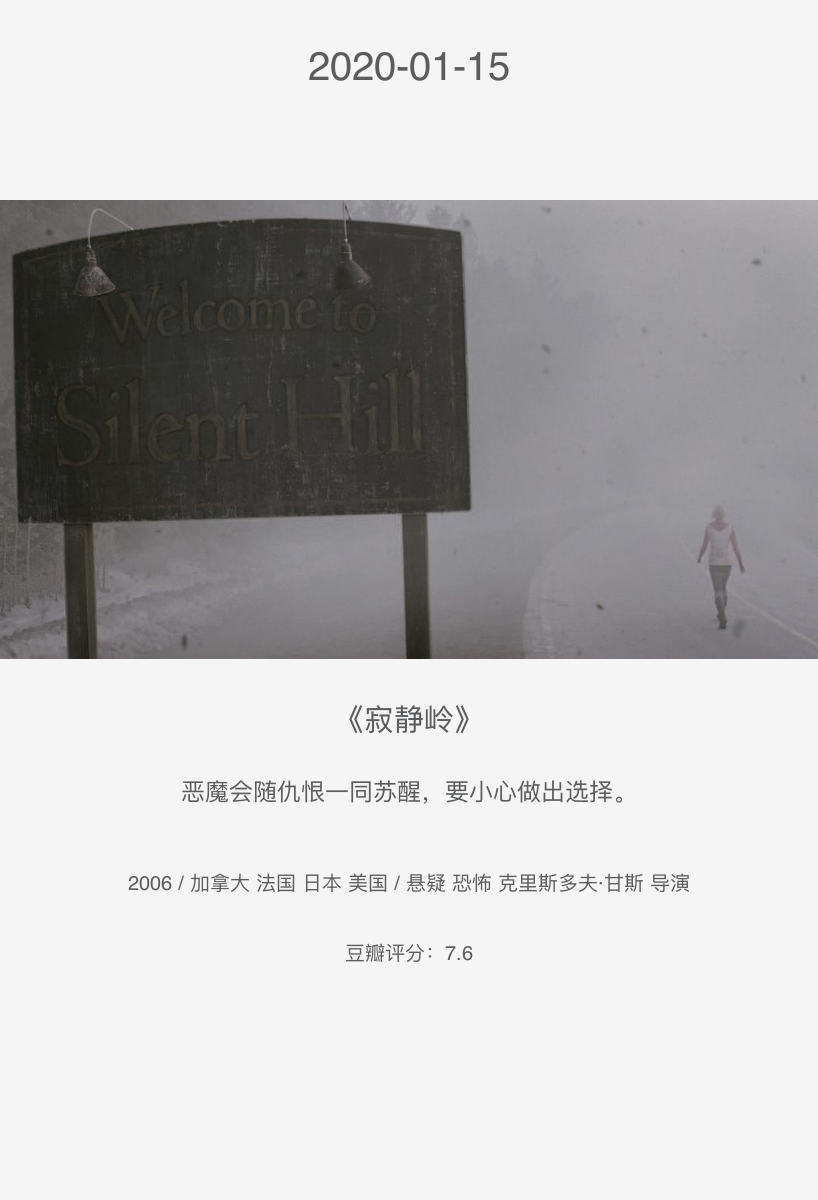 2020-01-15
Welcome to
Silent Hill
《寂静岭》
恶魔会随仇恨一同苏醒，要小心做出选择。
2006 / 加拿大 法国 日本 美国 / 悬疑 恐怖 克里斯多夫·甘斯 导演
豆瓣评分：7.6